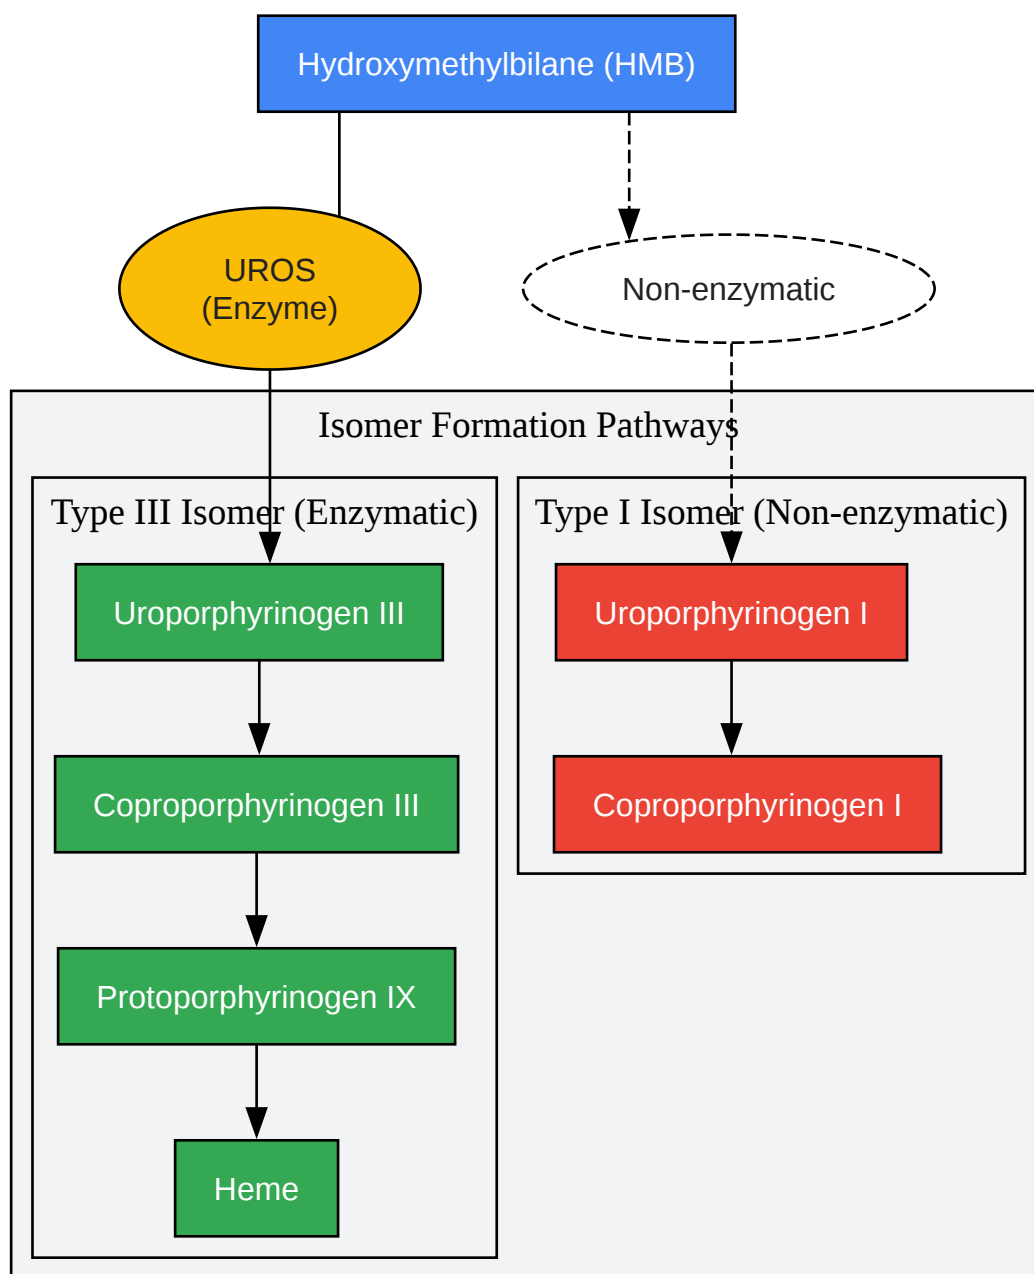 Hydroxymethylbilane (HMB)
UROS
(Enzyme)
Non-enzymatic
Isomer Formation Pathways
Type III Isomer (Enzymatic)
Type I Isomer (Non-enzymatic)
Uroporphyrinogen III
Uroporphyrinogen I
Coproporphyrinogen III
Coproporphyrinogen I
Protoporphyrinogen IX
Heme